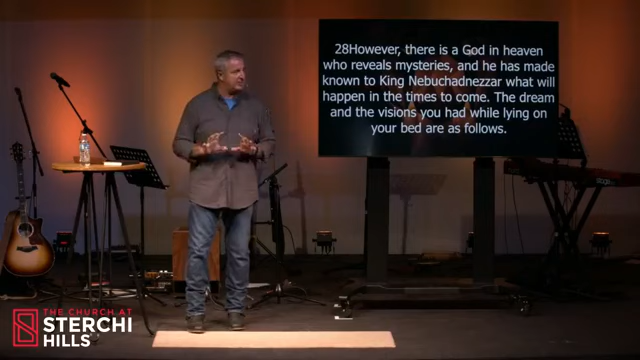 28However, there is a God in heaven
who reveals mysteries, and he has made
known to King Nebuchadnezzar what will
happen in the times to come. The dream
and the visions you had while lying on
your bed are as follows.
THE CHURCH AT
STERCHI
HILLS